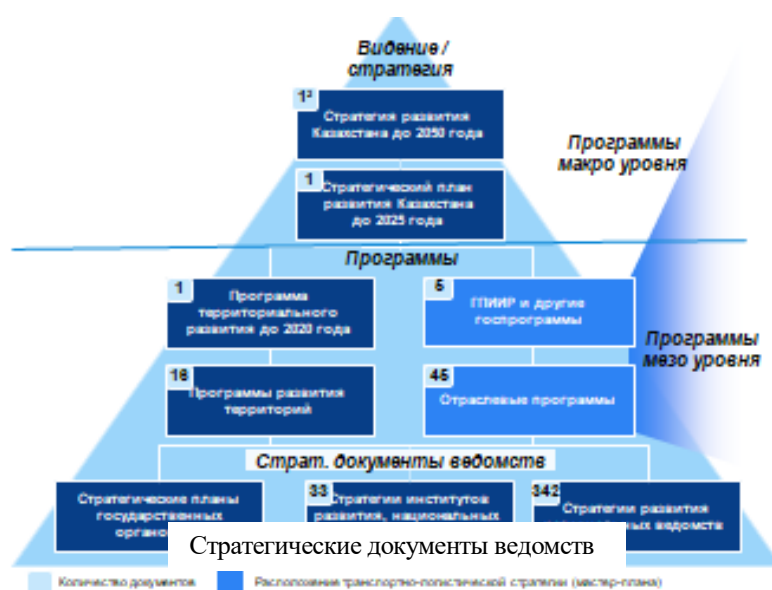 Видение /
стратегия
1²
Стратегия развития
Казахстана до 2050 года
Программы
макро уровня
1
Стратегический план
развития Казахстана
до 2025 года
Программы
1
Программа
территориального
развития до 2020 года
5
ГПИИР и другие
госпрограммы
Программы
мезо уровня
16
Программы развития
территорий
45
Отраслевые программы
Страт. документы ведомств
Стратегические планы
государственных
33
Стратегии институтов
развития, национальных
342
Стратегии развития
ведомств
Стратегические документы ведомств
Количество документов
Расположение транспортно-логистической стратегии (мастер-плана)